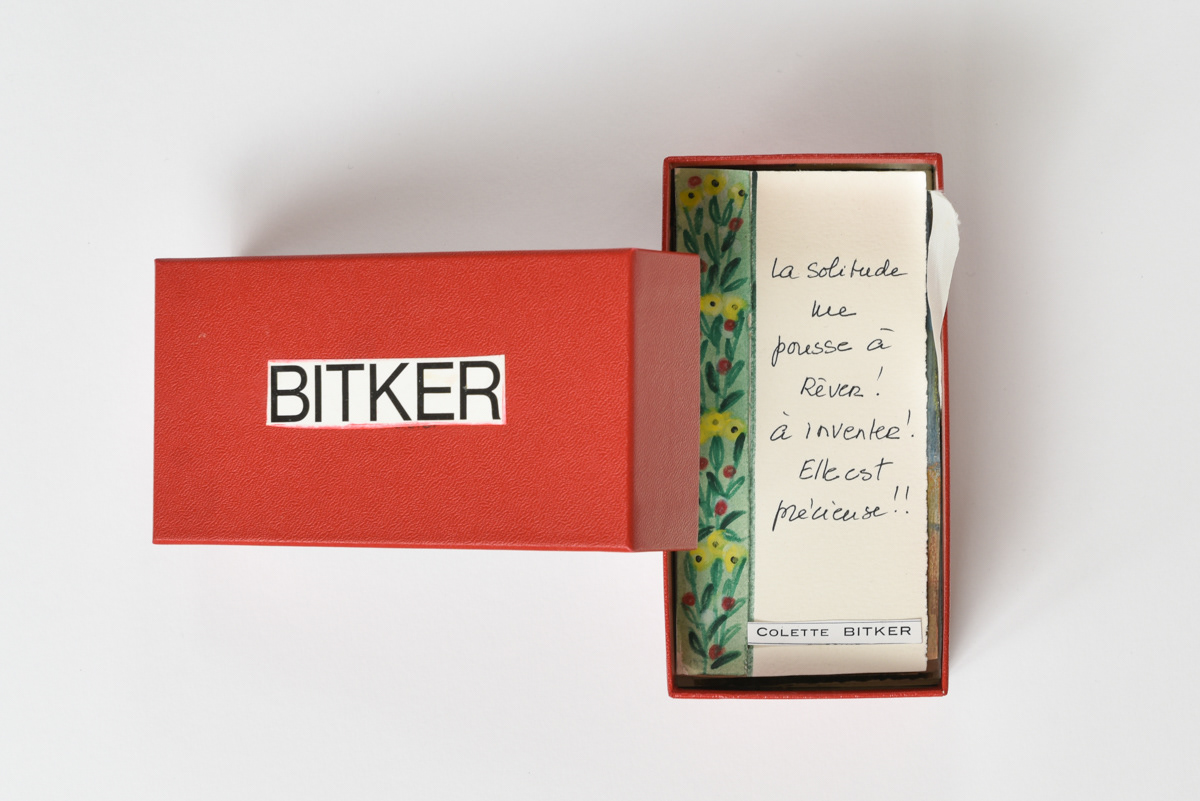 BITKER
La solitude
me
pousse à
Rêver !
à inventer !
Elle est
précieuse !!
COLETTE BITKER